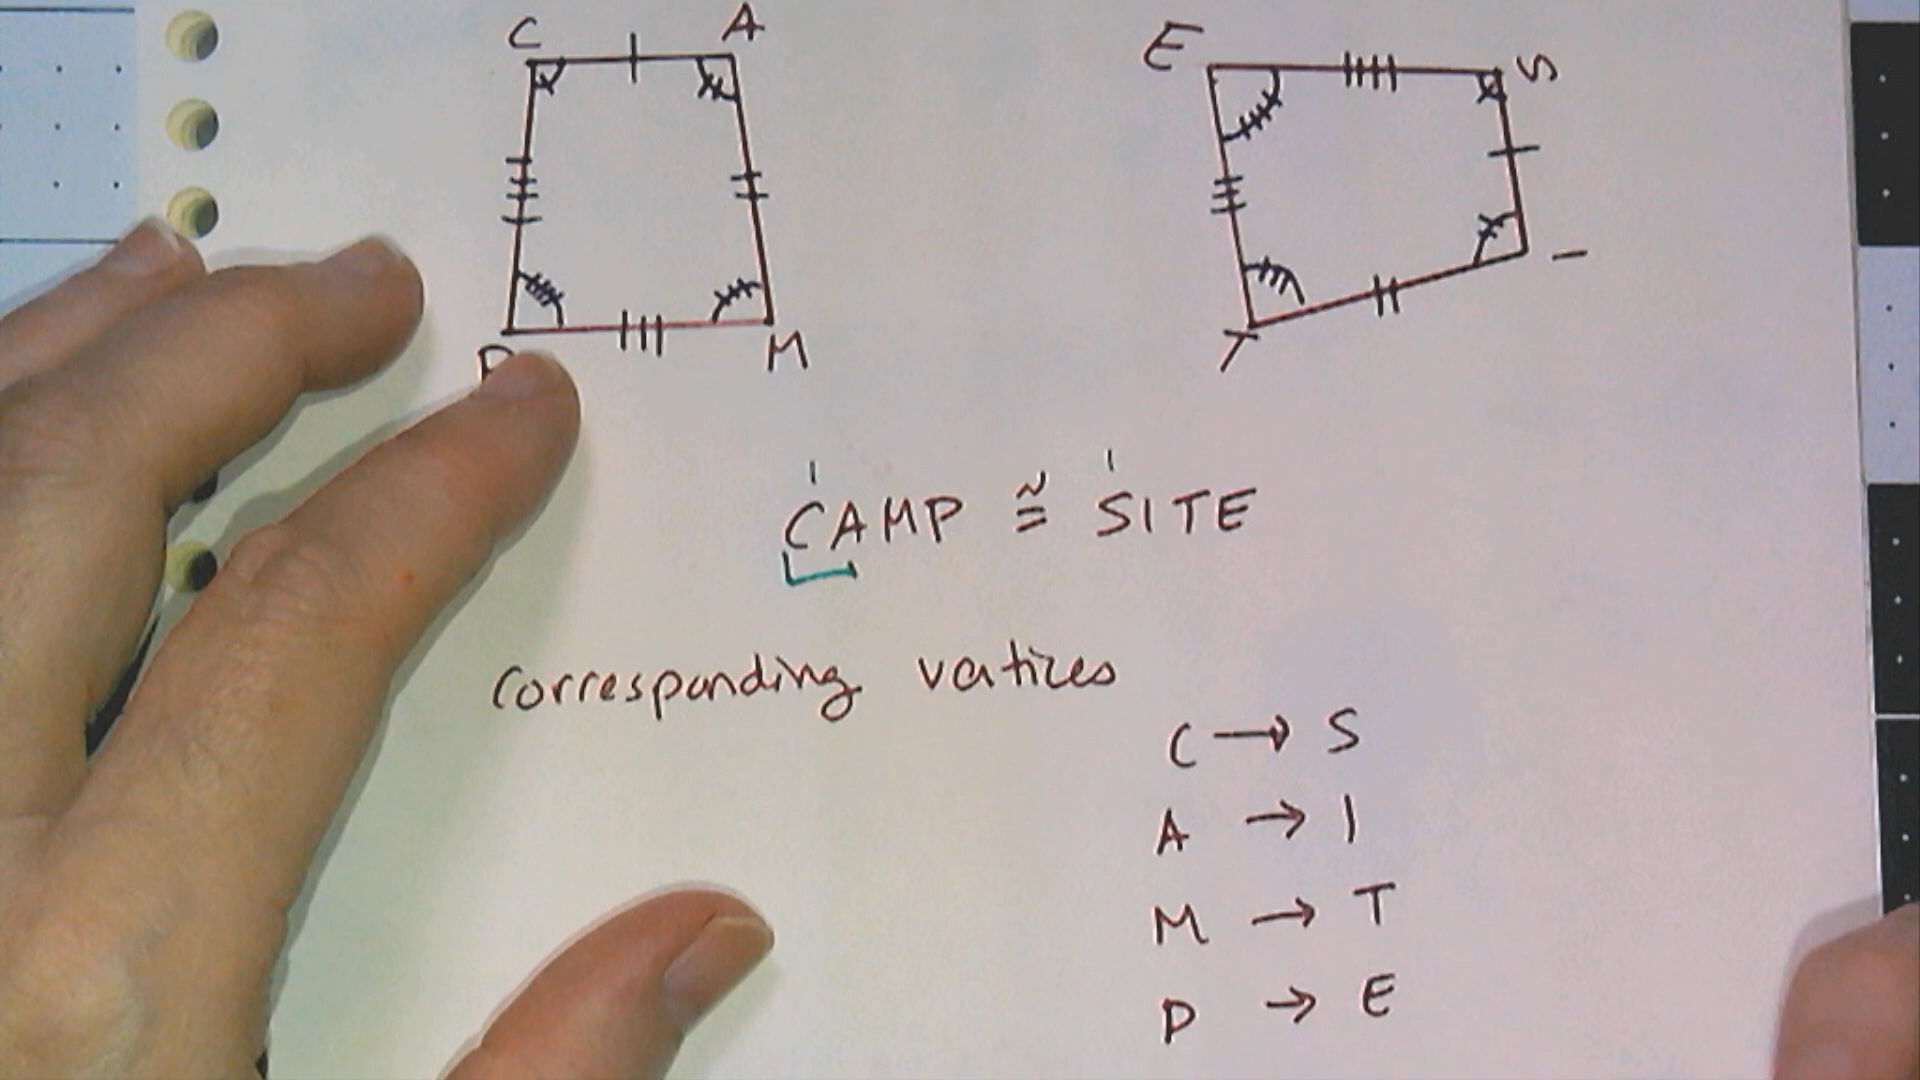 C A
E S
P M
T I
CAMP ≅ SITE
corresponding vertices
C → S
A → I
M → T
P → E